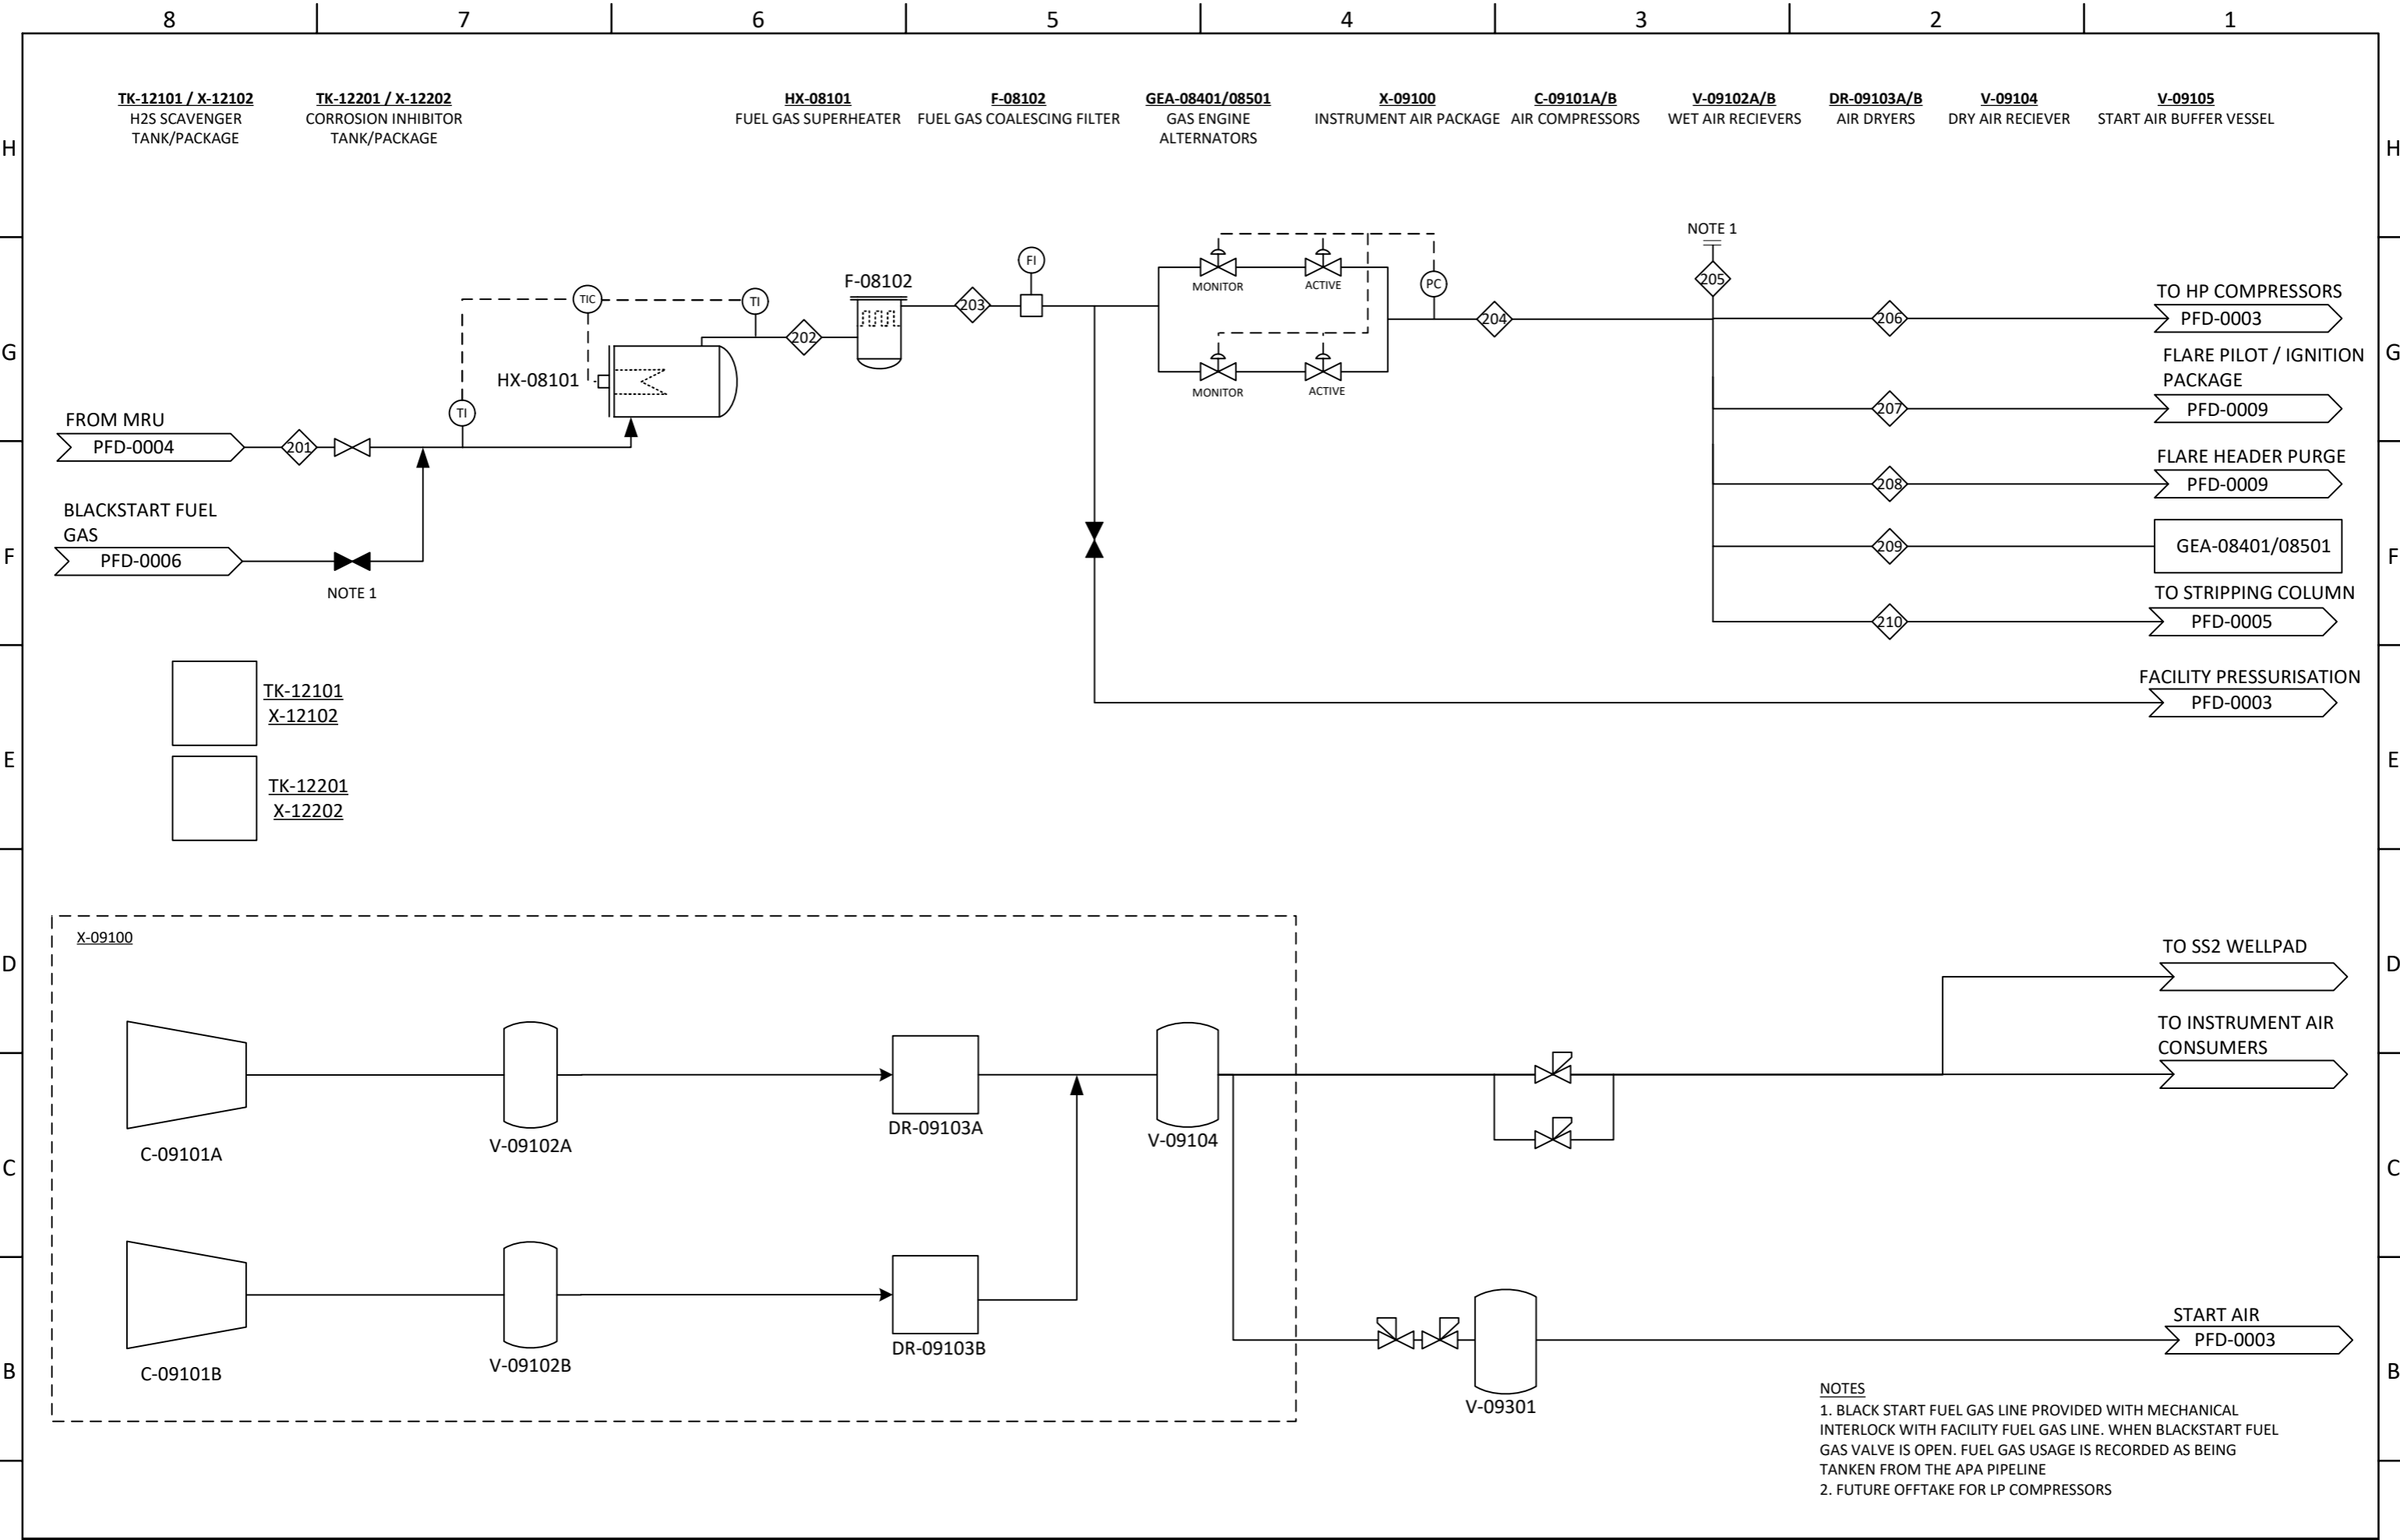 8 7 6 5 4 3 2 1
TK-12101 / X-12102
H2S SCAVENGER
TANK/PACKAGE
TK-12201 / X-12202
CORROSION INHIBITOR
TANK/PACKAGE
HX-08101
FUEL GAS SUPERHEATER
F-08102
FUEL GAS COALESCING FILTER
GEA-08401/08501
GAS ENGINE
ALTERNATORS
X-09100
INSTRUMENT AIR PACKAGE
C-09101A/B
AIR COMPRESSORS
V-09102A/B
WET AIR RECIEVERS
DR-09103A/B
AIR DRYERS
V-09104
DRY AIR RECIEVER
V-09105
START AIR BUFFER VESSEL
H H
NOTE 1
205
FI
F-08102
MONITOR
ACTIVE
PC
TIC
TI
203
204
202
HX-08101
TI
MONITOR
ACTIVE
TO HP COMPRESSORS
206
PFD-0003
G G
FLARE PILOT / IGNITION
PACKAGE
207
PFD-0009
FROM MRU
PFD-0004
201
FLARE HEADER PURGE
208
PFD-0009
BLACKSTART FUEL
GAS
PFD-0006
NOTE 1
209
GEA-08401/08501
F F
TO STRIPPING COLUMN
210
PFD-0005
FACILITY PRESSURISATION
PFD-0003
TK-12101
X-12102
E E
TK-12201
X-12202
X-09100
D D
TO SS2 WELLPAD
TO INSTRUMENT AIR
CONSUMERS
C-09101A
V-09102A
DR-09103A
V-09104
C C
C-09101B
V-09102B
DR-09103B
V-09301
START AIR
PFD-0003
B B
NOTES
1. BLACK START FUEL GAS LINE PROVIDED WITH MECHANICAL
INTERLOCK WITH FACILITY FUEL GAS LINE. WHEN BLACKSTART FUEL
GAS VALVE IS OPEN. FUEL GAS USAGE IS RECORDED AS BEING
TANKEN FROM THE APA PIPELINE
2. FUTURE OFFTAKE FOR LP COMPRESSORS